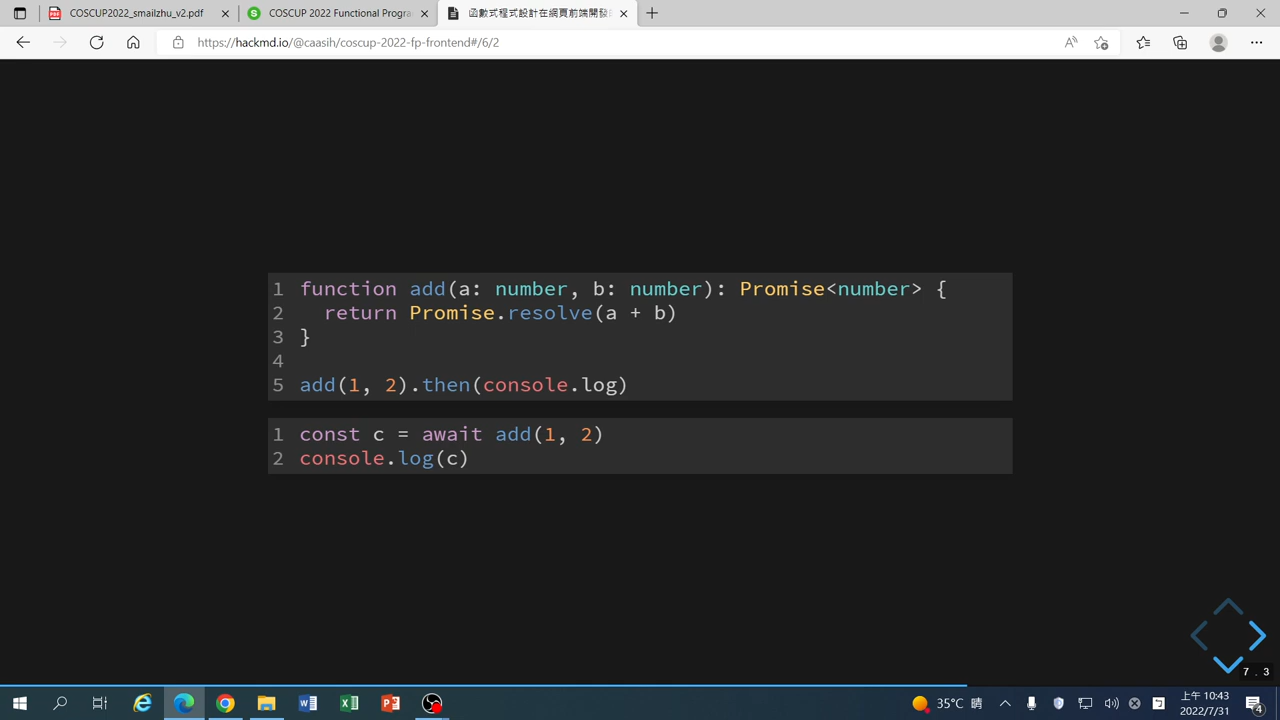 COSCUP2022_smailzhu_v2.pdf
COSCUP 2022 Functional Progra
函數式程式設計在網頁前端開發
https://hackmd.io/@caasih/coscup-2022-fp-frontend#/6/2
1 function add(a: number, b: number): Promise<number> {
2 return Promise.resolve(a + b)
3 }
4
5 add(1, 2).then(console.log)
1 const c = await add(1, 2)
2 console.log(c)
7 . 3
35°C 晴
上午 10:43
2022/7/31
4